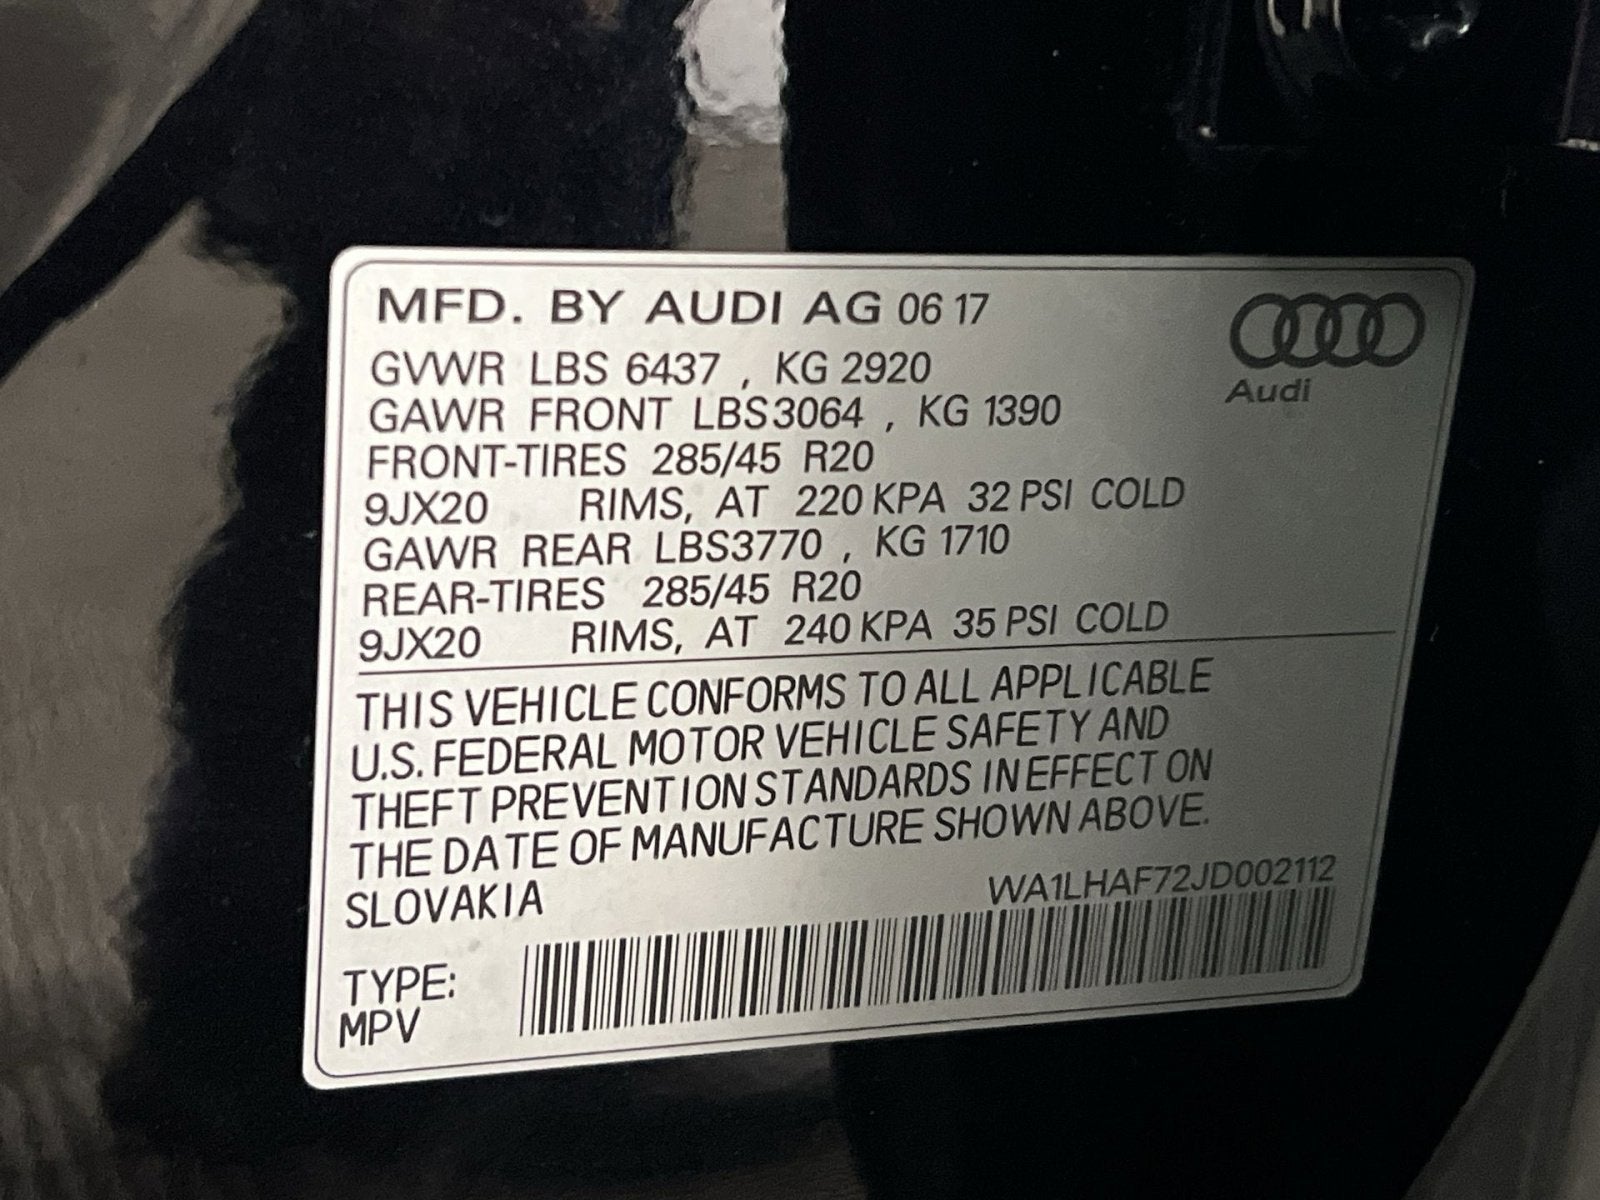 MFD. BY AUDI AG 06 17
Audi
GVWR LBS 6437 , KG 2920
GAWR FRONT LBS3064 , KG 1390
FRONT-TIRES 285/45 R20
9JX20 RIMS, AT 220 KPA 32 PSI COLD
GAWR REAR LBS3770 , KG 1710
REAR-TIRES 285/45 R20
9JX20 RIMS, AT 240 KPA 35 PSI COLD
THIS VEHICLE CONFORMS TO ALL APPLICABLE
U.S. FEDERAL MOTOR VEHICLE SAFETY AND
THEFT PREVENTION STANDARDS IN EFFECT ON
THE DATE OF MANUFACTURE SHOWN ABOVE.
SLOVAKIA
WA1LHAF72JD002112
TYPE:
MPV